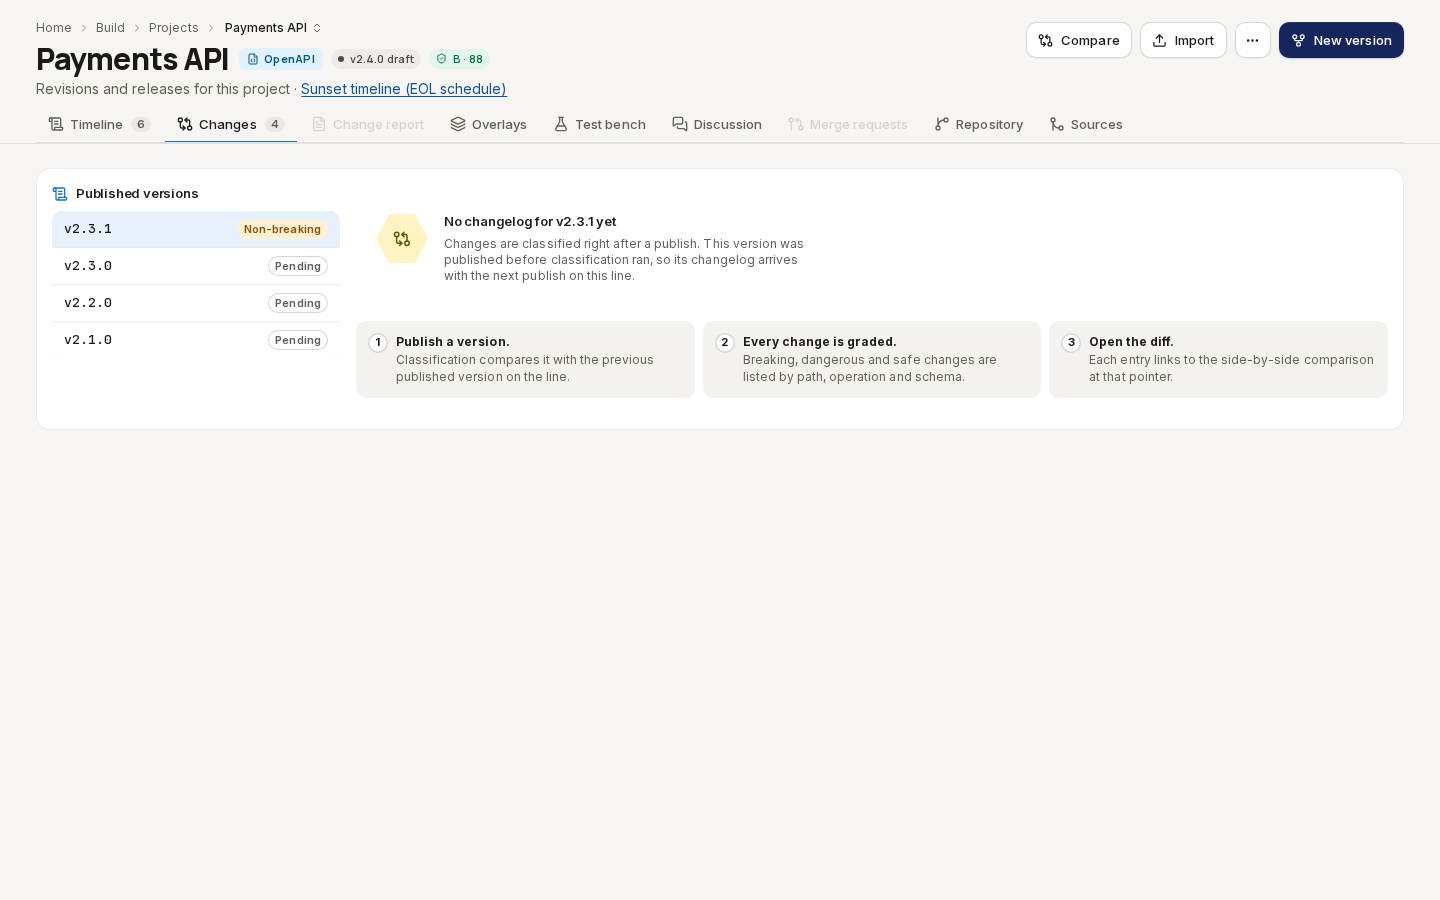 Home Build Projects Payments API
Payments API OpenAPI v2.4.0 draft B · 88
Revisions and releases for this project · Sunset timeline (EOL schedule)
Compare Import New version
Timeline 6 Changes 4 Change report Overlays Test bench Discussion Merge requests Repository Sources
Published versions
v2.3.1 Non-breaking
v2.3.0 Pending
v2.2.0 Pending
v2.1.0 Pending
No changelog for v2.3.1 yet
Changes are classified right after a publish. This version was
published before classification ran, so its changelog arrives
with the next publish on this line.
1 Publish a version.
Classification compares it with the previous
published version on the line.
2 Every change is graded.
Breaking, dangerous and safe changes are
listed by path, operation and schema.
3 Open the diff.
Each entry links to the side-by-side comparison
at that pointer.